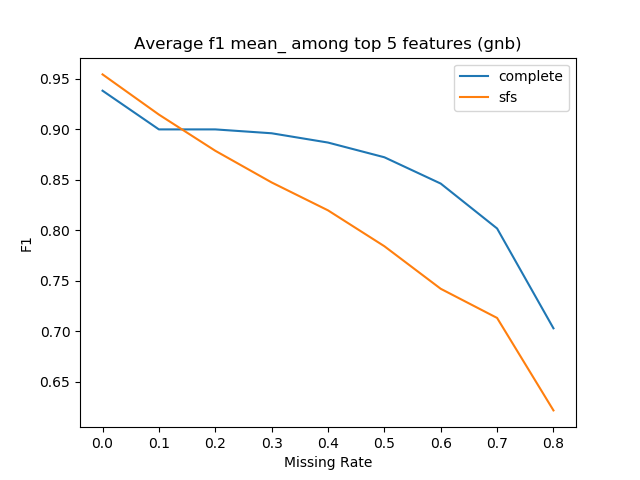 Average f1 mean_ among top 5 features (gnb)
complete
sfs
0.95
0.90
0.85
0.80
0.75
0.70
0.65
F1
0.0 0.1 0.2 0.3 0.4 0.5 0.6 0.7 0.8
Missing Rate